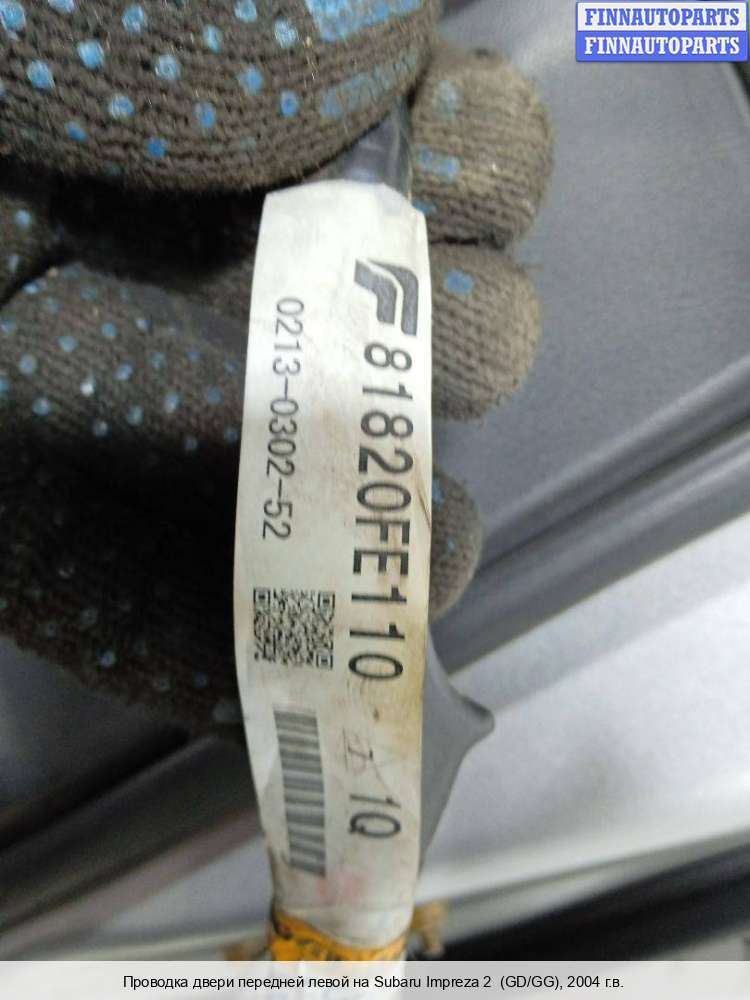 FINNAUTOPARTS
FINNAUTOPARTS
81820FE110 1Q
0213-0302-52
Проводка двери передней левой на Subaru Impreza 2 (GD/GG), 2004 г.в.